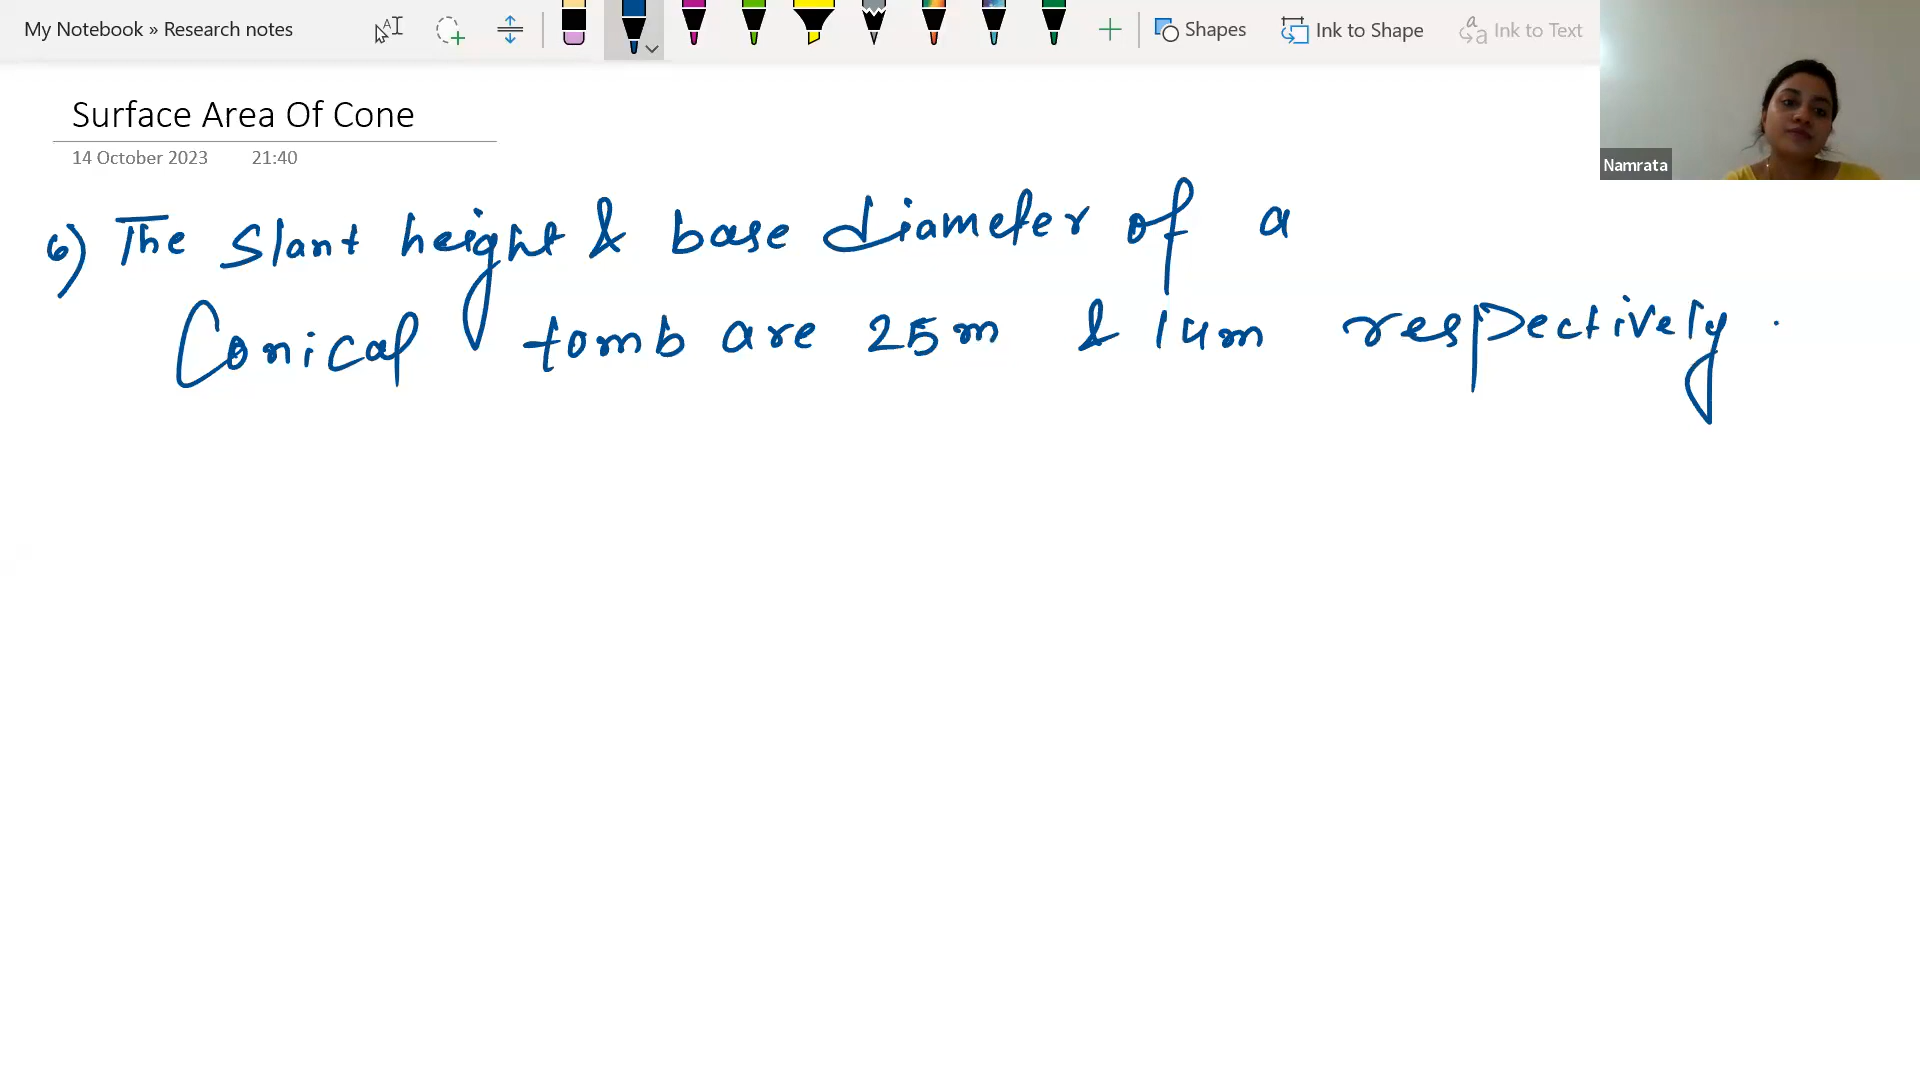 My Notebook » Research notes
Shapes
Ink to Shape
Ink to Text
Surface Area Of Cone
14 October 2023 21:40
Namrata
6) The Slant height & base diameter of a
Conical tomb are 25m & 14m respectively.